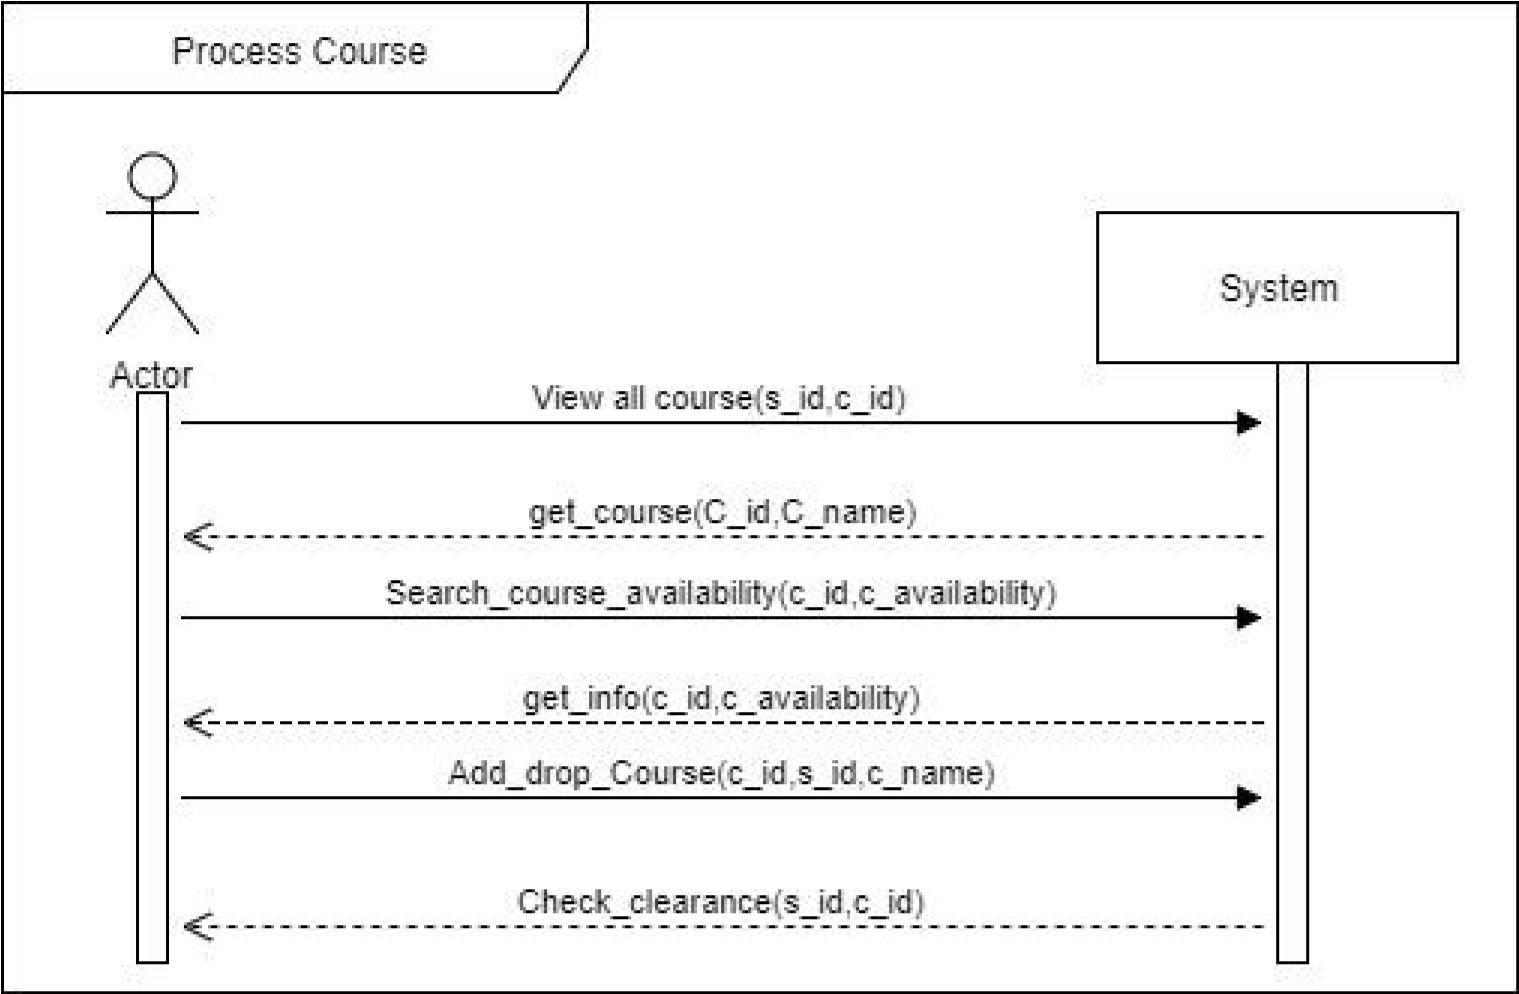 Process Course
System
Actor
View all course(s_id,c_id)
get_course(C_id,C_name)
Search_course_availability(c_id,c_availability)
get_info(c_id,c_availability)
Add_drop_Course(c_id,s_id,c_name)
Check_clearance(s_id,c_id)